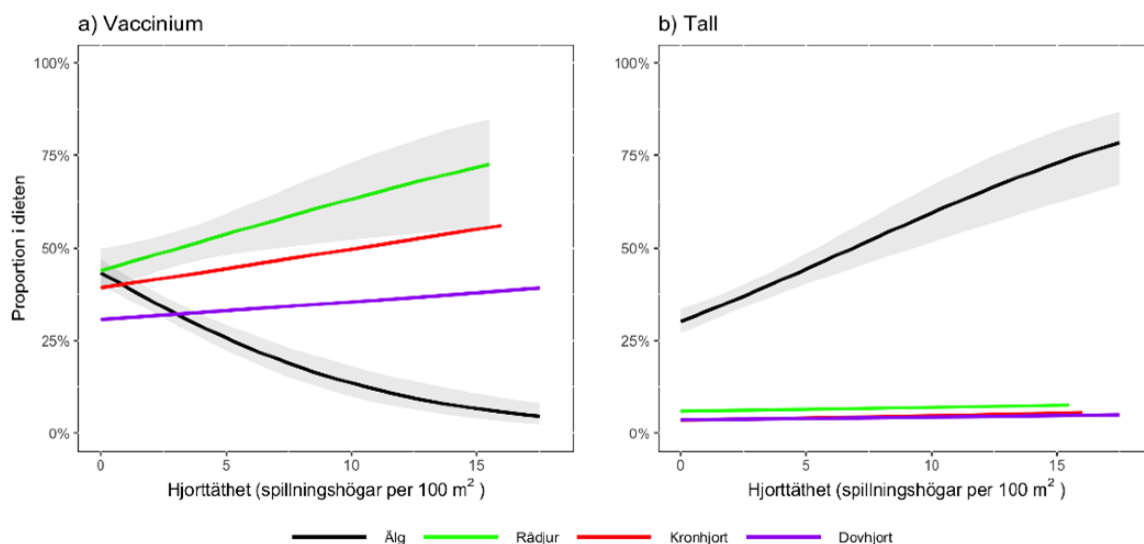 a) Vaccinium
b) Tall
Proportion i dieten
100%
75%
50%
25%
0%
0 5 10 15
Hjorttäthet (spillningshögar per 100 m²)
100%
75%
50%
25%
0%
0 5 10 15
Hjorttäthet (spillningshögar per 100 m²)
Älg Rådjur Kronhjort Dovhjort